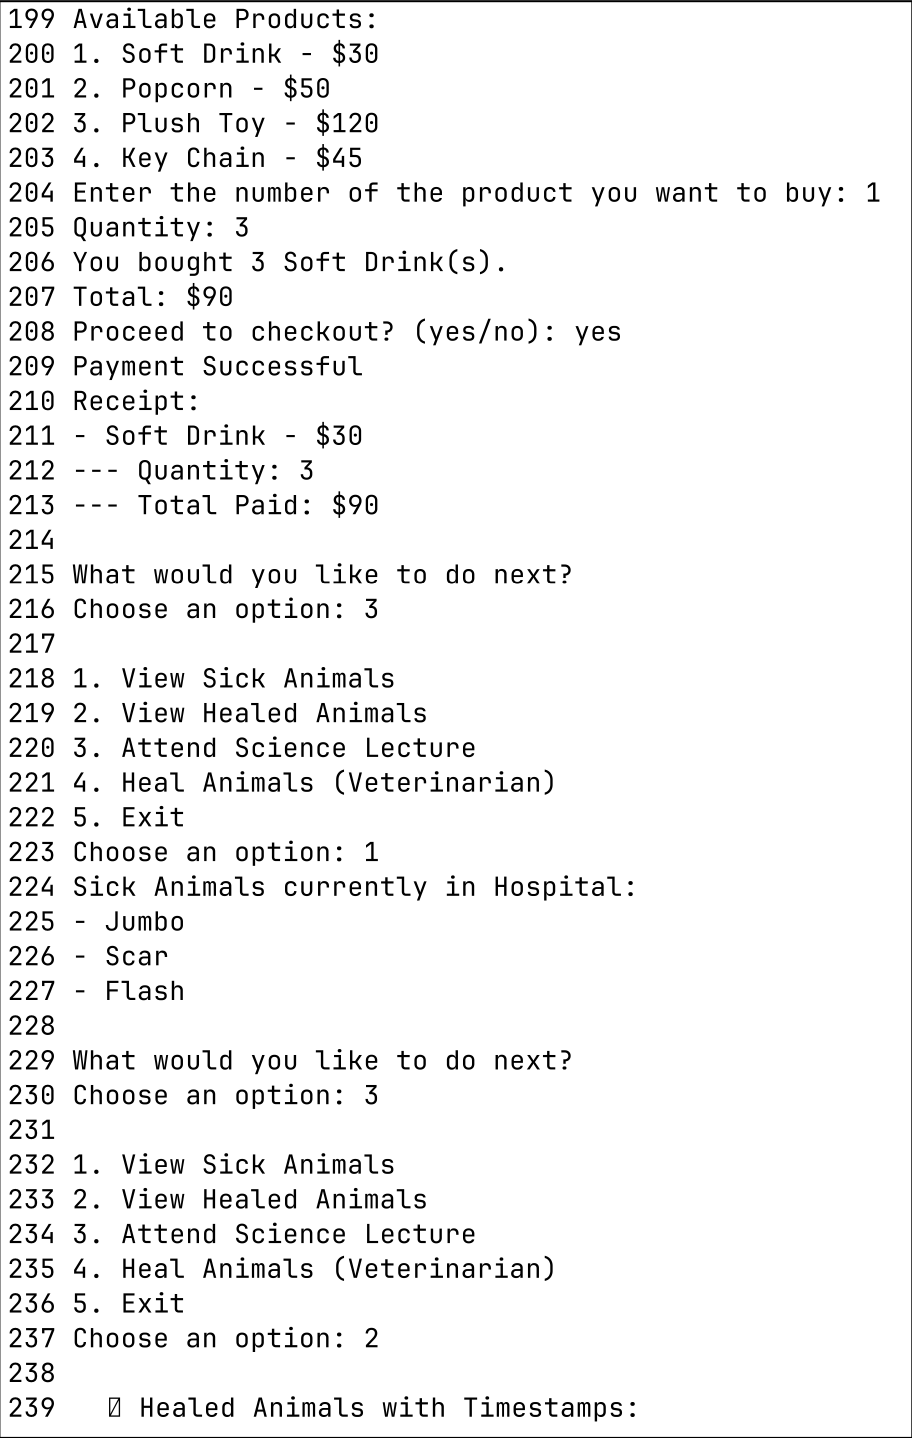 199 Available Products:
200 1. Soft Drink - $30
201 2. Popcorn - $50
202 3. Plush Toy - $120
203 4. Key Chain - $45
204 Enter the number of the product you want to buy: 1
205 Quantity: 3
206 You bought 3 Soft Drink(s).
207 Total: $90
208 Proceed to checkout? (yes/no): yes
209 Payment Successful
210 Receipt:
211 - Soft Drink - $30
212 --- Quantity: 3
213 --- Total Paid: $90
214
215 What would you like to do next?
216 Choose an option: 3
217
218 1. View Sick Animals
219 2. View Healed Animals
220 3. Attend Science Lecture
221 4. Heal Animals (Veterinarian)
222 5. Exit
223 Choose an option: 1
224 Sick Animals currently in Hospital:
225 - Jumbo
226 - Scar
227 - Flash
228
229 What would you like to do next?
230 Choose an option: 3
231
232 1. View Sick Animals
233 2. View Healed Animals
234 3. Attend Science Lecture
235 4. Heal Animals (Veterinarian)
236 5. Exit
237 Choose an option: 2
238
239 Healed Animals with Timestamps: